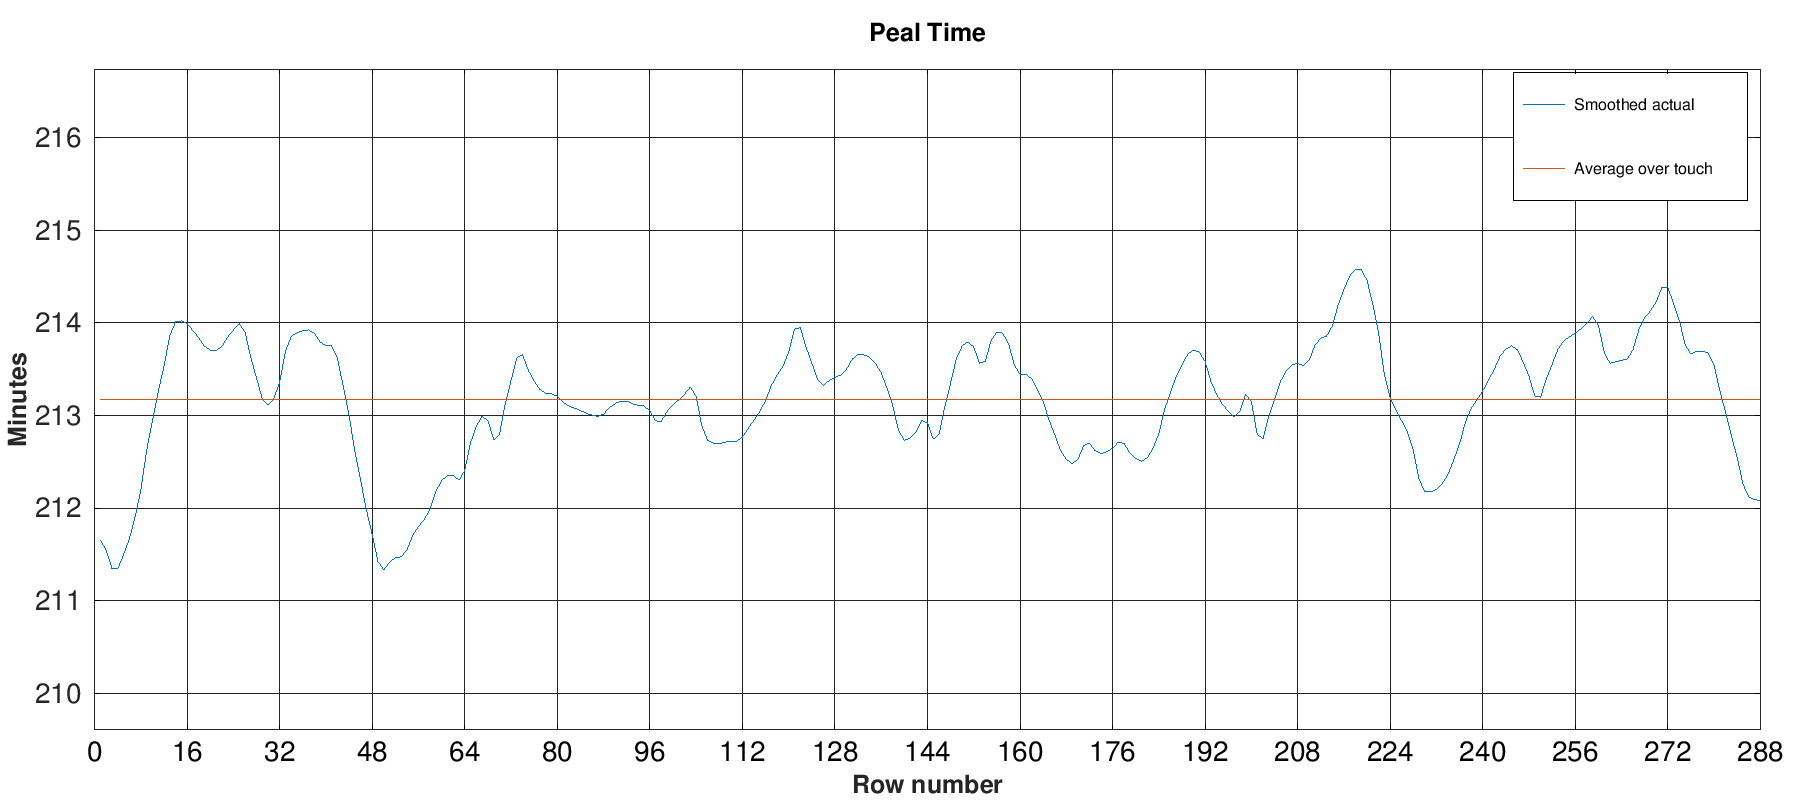 Peal Time
Smoothed actual
Average over touch
Minutes
216
215
214
213
212
211
210
0 16 32 48 64 80 96 112 128 144 160 176 192 208 224 240 256 272 288
Row number